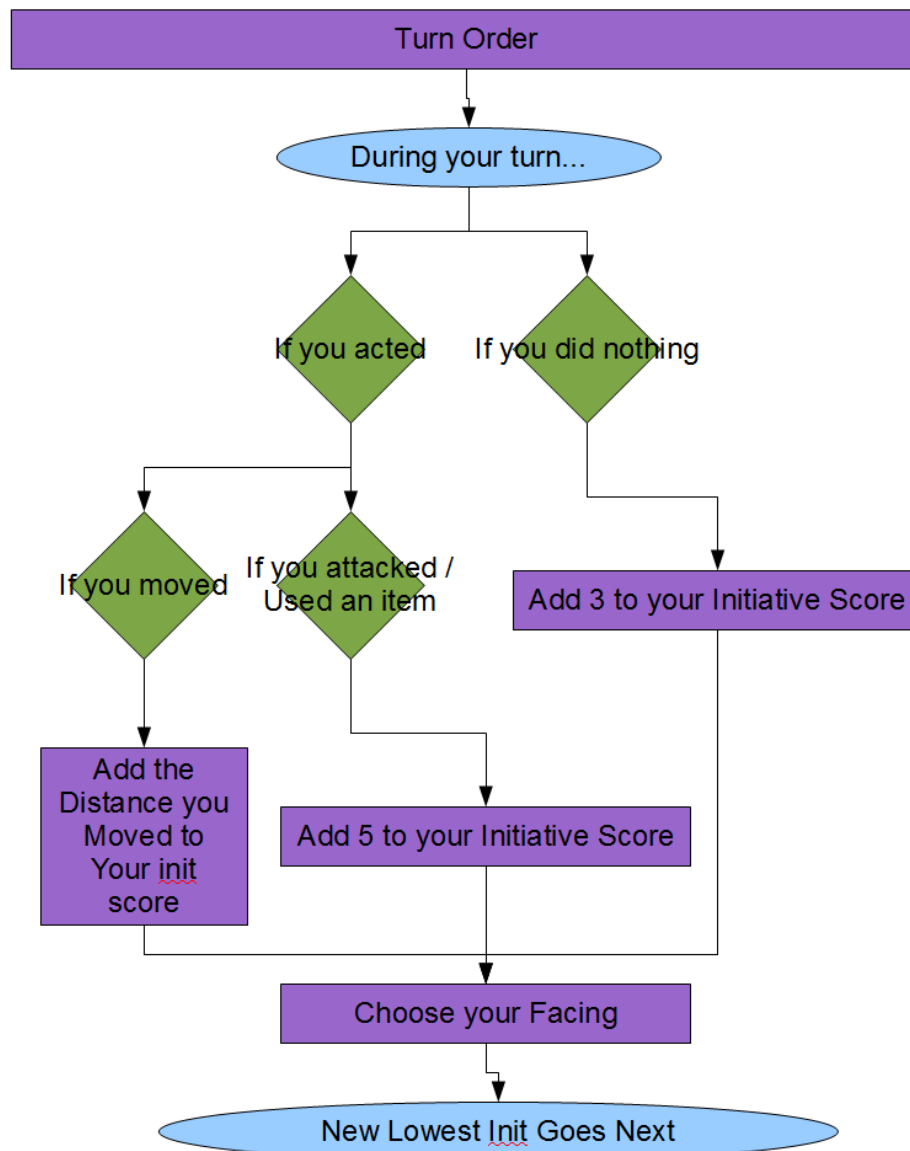 Turn Order
During your turn...
If you acted
If you did nothing
If you moved
If you attacked /
Used an item
Add 3 to your Initiative Score
Add the
Distance you
Moved to
Your init
score
Add 5 to your Initiative Score
Choose your Facing
New Lowest Init Goes Next